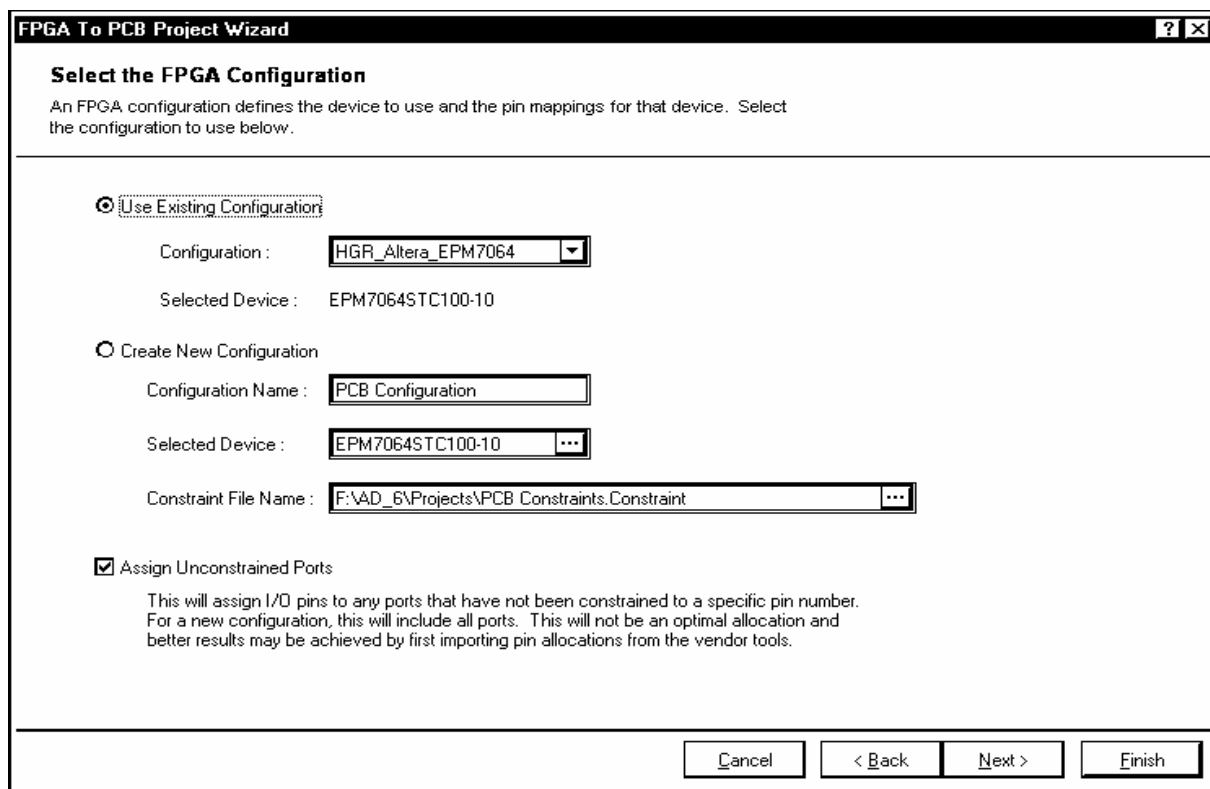 FPGA To PCB Project Wizard
Select the FPGA Configuration
An FPGA configuration defines the device to use and the pin mappings for that device. Select
the configuration to use below.
Use Existing Configuration
Configuration : HGR_Altera_EPM7064
Selected Device : EPM7064STC100-10
Create New Configuration
Configuration Name : PCB Configuration
Selected Device : EPM7064STC100-10 ...
Constraint File Name : F:\AD_6\Projects\PCB Constraints.Constraint ...
Assign Unconstrained Ports
This will assign I/O pins to any ports that have not been constrained to a specific pin number.
For a new configuration, this will include all ports. This will not be an optimal allocation and
better results may be achieved by first importing pin allocations from the vendor tools.
Cancel < Back Next > Finish